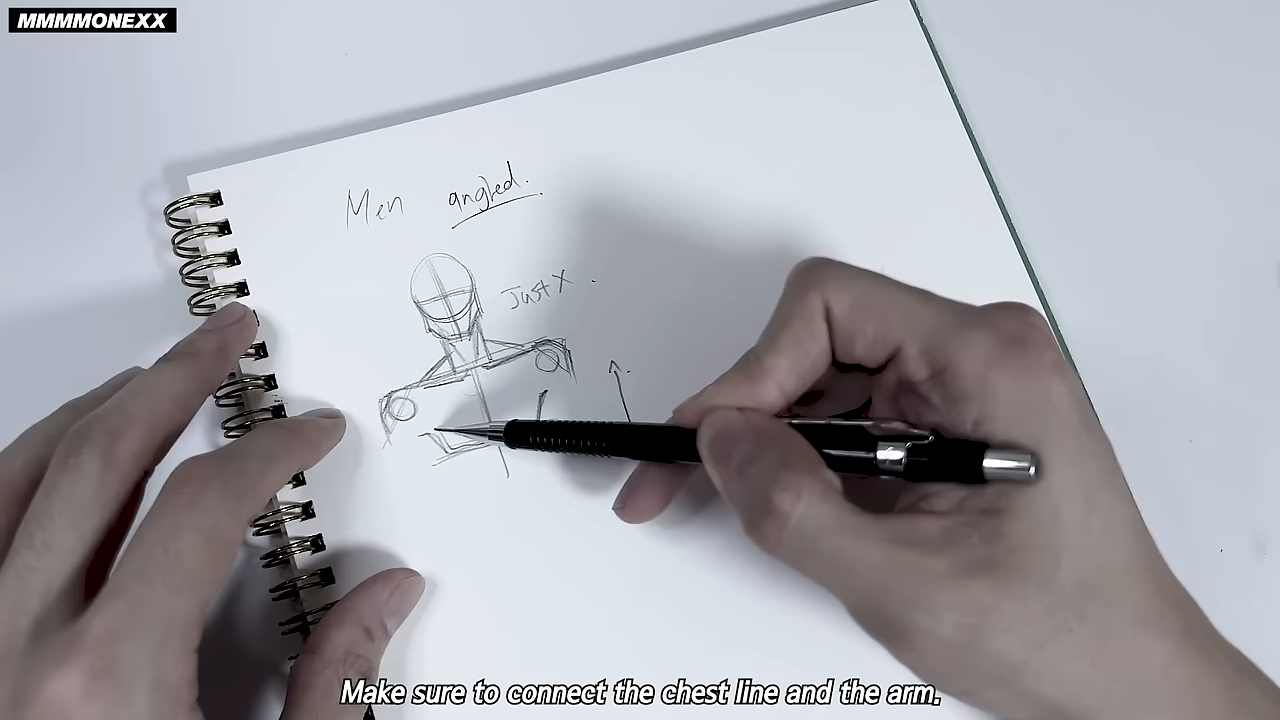 MMMMONEXX
Men angled.
Just X.
Make sure to connect the chest line and the arm.